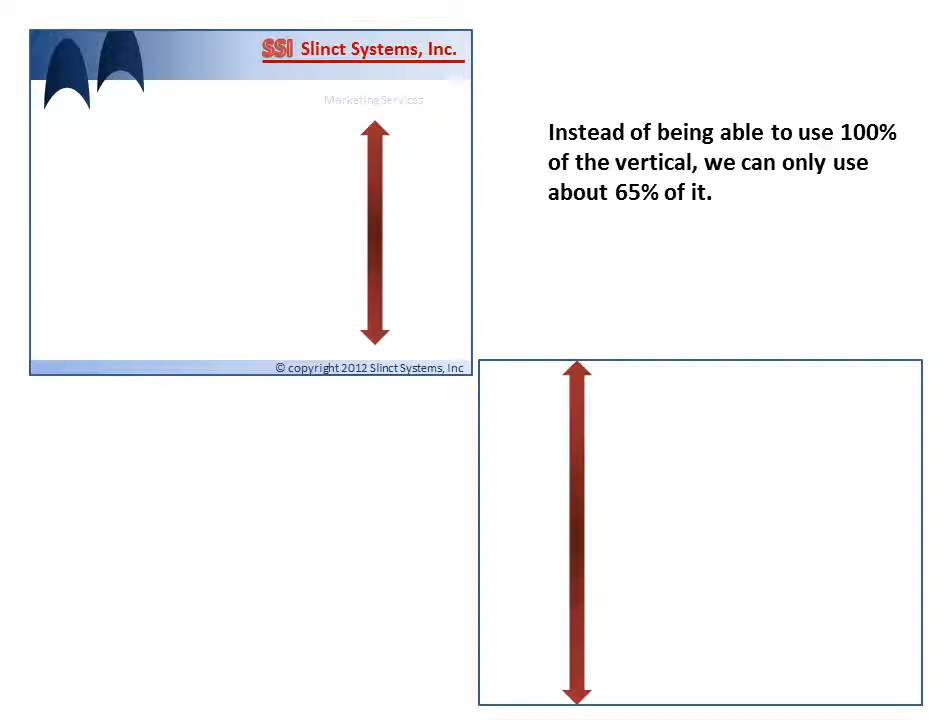 SSI Slinct Systems, Inc.
Marketing Services
Instead of being able to use 100%
of the vertical, we can only use
about 65% of it.
© copyright 2012 Slinct Systems, Inc